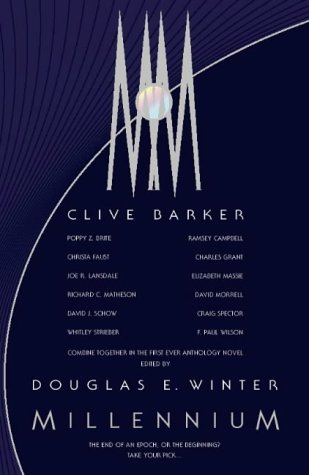 MM
CLIVE BARKER
POPPY Z. BRITE
RAMSEY CAMPBELL
CHRISTA FAUST
CHARLES GRANT
JOE R. LANSDALE
ELIZABETH MASSIE
RICHARD C. MATHESON
DAVID MORRELL
DAVID J. SCHOW
CRAIG SPECTOR
WHITLEY STRIEBER
F. PAUL WILSON
COMBINE TOGETHER IN THE FIRST EVER ANTHOLOGY NOVEL
EDITED BY
DOUGLAS E. WINTER
MILLENNIUM
THE END OF AN EPOCH, OR THE BEGINNING?
TAKE YOUR PICK...